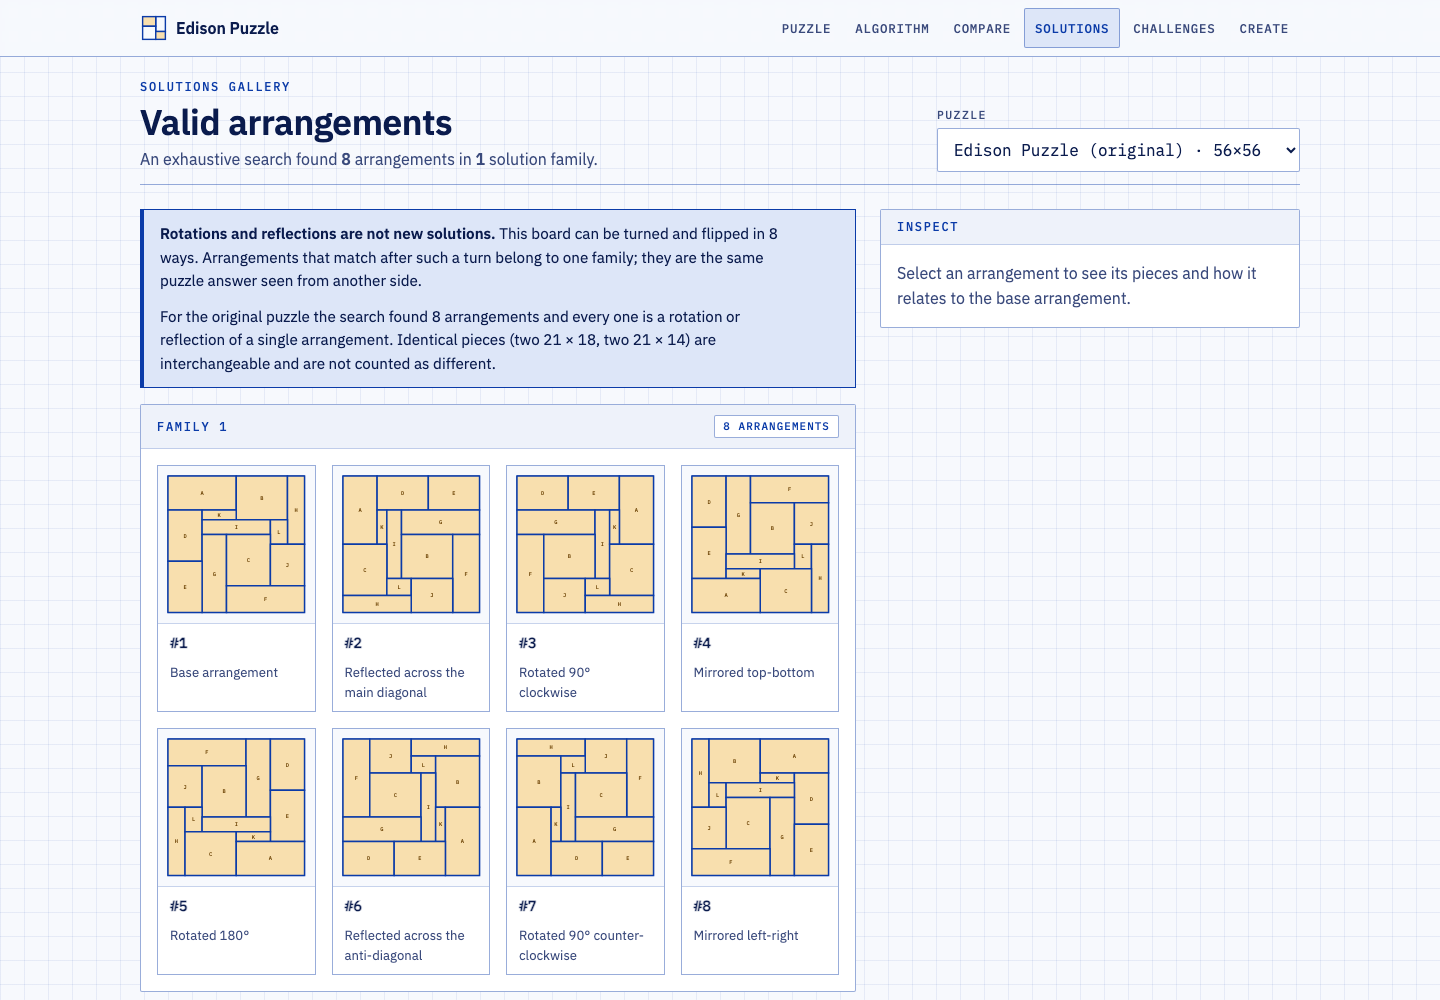 Edison Puzzle
PUZZLE ALGORITHM COMPARE SOLUTIONS CHALLENGES CREATE
SOLUTIONS GALLERY
Valid arrangements
An exhaustive search found 8 arrangements in 1 solution family.
PUZZLE
Edison Puzzle (original) · 56×56
Rotations and reflections are not new solutions. This board can be turned and flipped in 8
ways. Arrangements that match after such a turn belong to one family; they are the same
puzzle answer seen from another side.
For the original puzzle the search found 8 arrangements and every one is a rotation or
reflection of a single arrangement. Identical pieces (two 21 × 18, two 21 × 14) are
interchangeable and are not counted as different.
INSPECT
Select an arrangement to see its pieces and how it
relates to the base arrangement.
FAMILY 1
8 ARRANGEMENTS
A B H K I L D C J G E F
#1
Base arrangement
A D E K I G B C F L J H
#2
Reflected across the
main diagonal
D E A G I K B C F L J H
#3
Rotated 90°
clockwise
D G F B J E I L K H A C
#4
Mirrored top-bottom
F G D J B L I E H K C A
#5
Rotated 180°
F J H L B C I K G A D E
#6
Reflected across the
anti-diagonal
H J F L B C I K G A D E
#7
Rotated 90° counter-
clockwise
H B A K I L D C J G E F
#8
Mirrored left-right